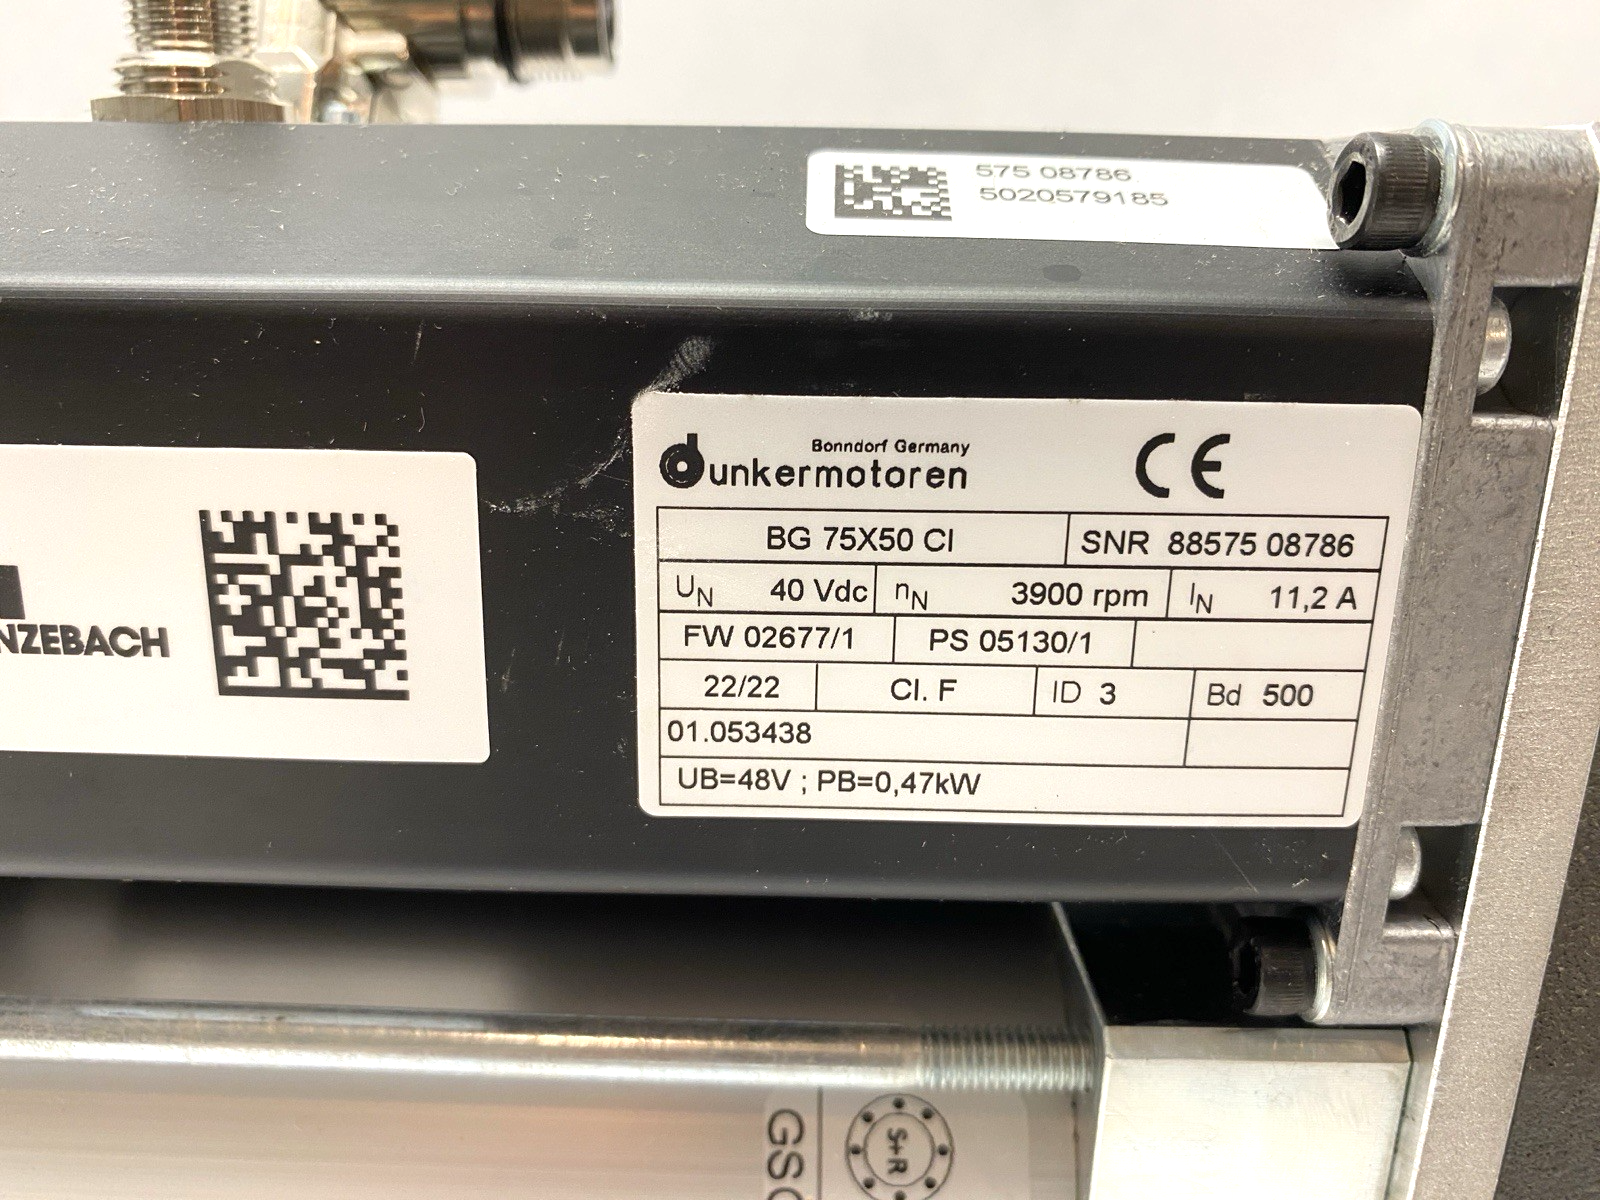 575 08786
5020579185
Bonndorf Germany
dunkermotoren
CE
BG 75X50 CI
SNR 88575 08786
UN 40 Vdc
nN 3900 rpm
IN 11,2 A
FW 02677/1
PS 05130/1
22/22
Cl. F
ID 3
Bd 500
01.053438
UB=48V ; PB=0,47kW
NZEBACH
GS
S+R